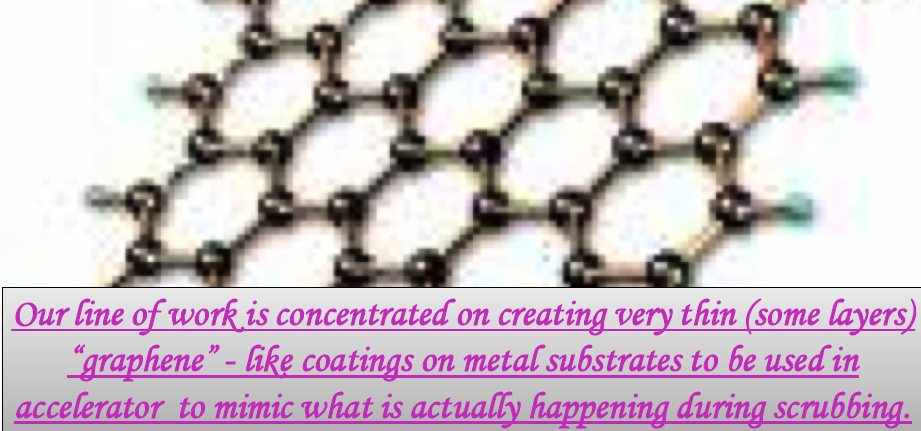 Our line of work is concentrated on creating very thin (some layers)
“graphene” - like coatings on metal substrates to be used in
accelerator to mimic what is actually happening during scrubbing.